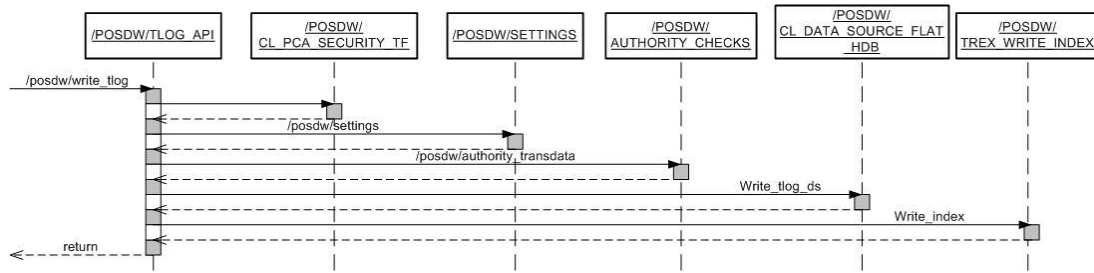 /POSDW/TLOG_API
/POSDW/
CL_PCA_SECURITY_TF
/POSDW/SETTINGS
/POSDW/
AUTHORITY_CHECKS
/POSDW/
CL_DATA_SOURCE_FLAT
HDB
/POSDW/
TREX_WRITE_INDEX
/posdw/write_tlog
/posdw/settings
/posdw/authority_transdata
Write_tlog_ds
Write_index
return